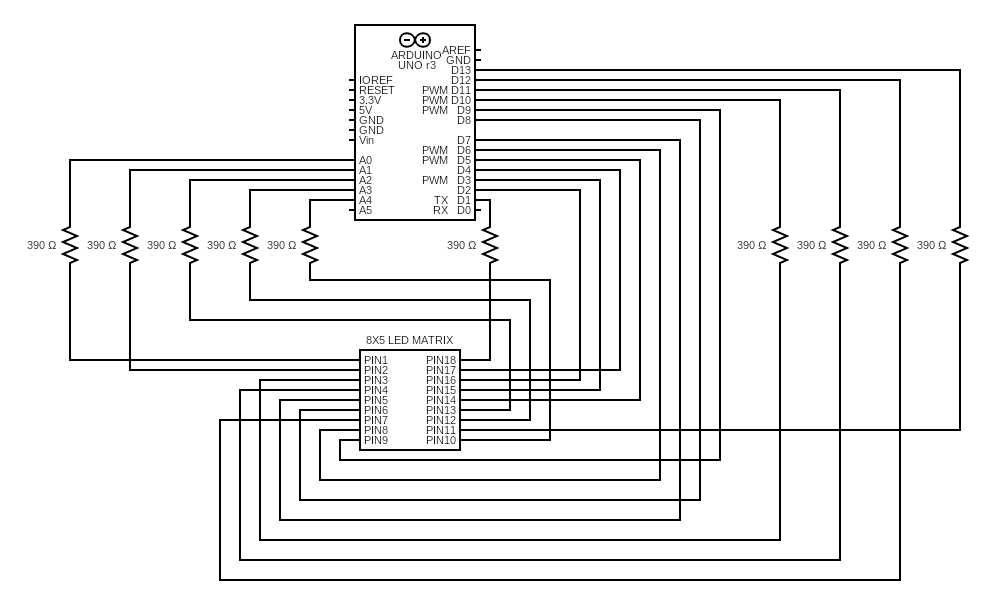 ARDUINO
UNO r3
AREF
GND
D13
D12
PWM D11
PWM D10
PWM D9
D8
D7
PWM D6
PWM D5
D4
PWM D3
D2
TX D1
RX D0
IOREF
RESET
3.3V
5V
GND
GND
Vin
A0
A1
A2
A3
A4
A5
390 Ω 390 Ω 390 Ω 390 Ω 390 Ω 390 Ω 390 Ω 390 Ω 390 Ω 390 Ω
8X5 LED MATRIX
PIN1 PIN18
PIN2 PIN17
PIN3 PIN16
PIN4 PIN15
PIN5 PIN14
PIN6 PIN13
PIN7 PIN12
PIN8 PIN11
PIN9 PIN10